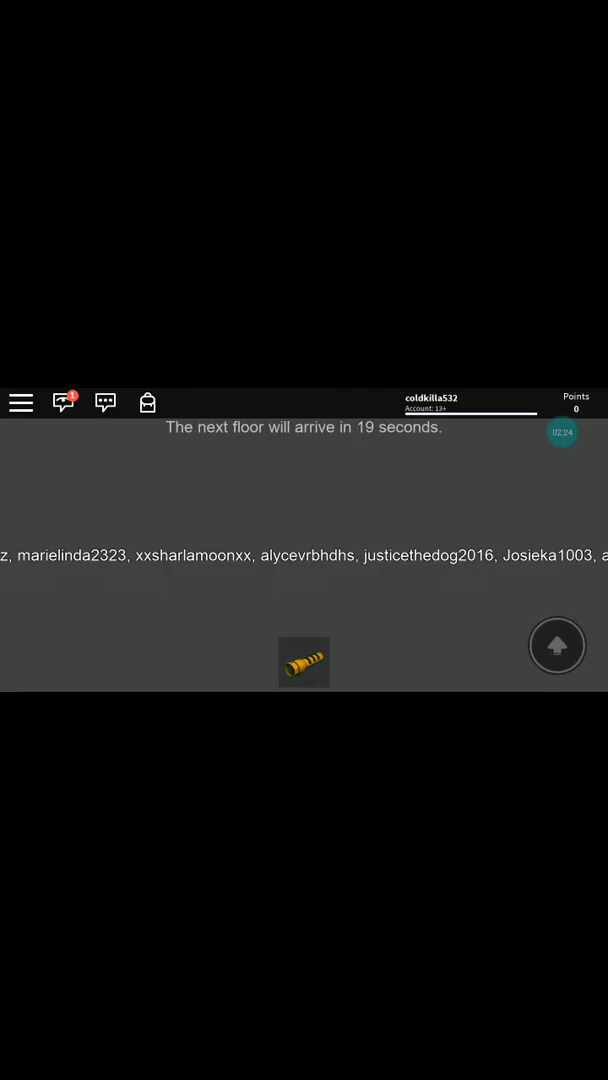 1
coldkilla532
Account: 13+
Points
0
The next floor will arrive in 19 seconds.
02:24
z, marielinda2323, xxsharlamoonxx, alycevrbhdhs, justicethedog2016, Josieka1003, a